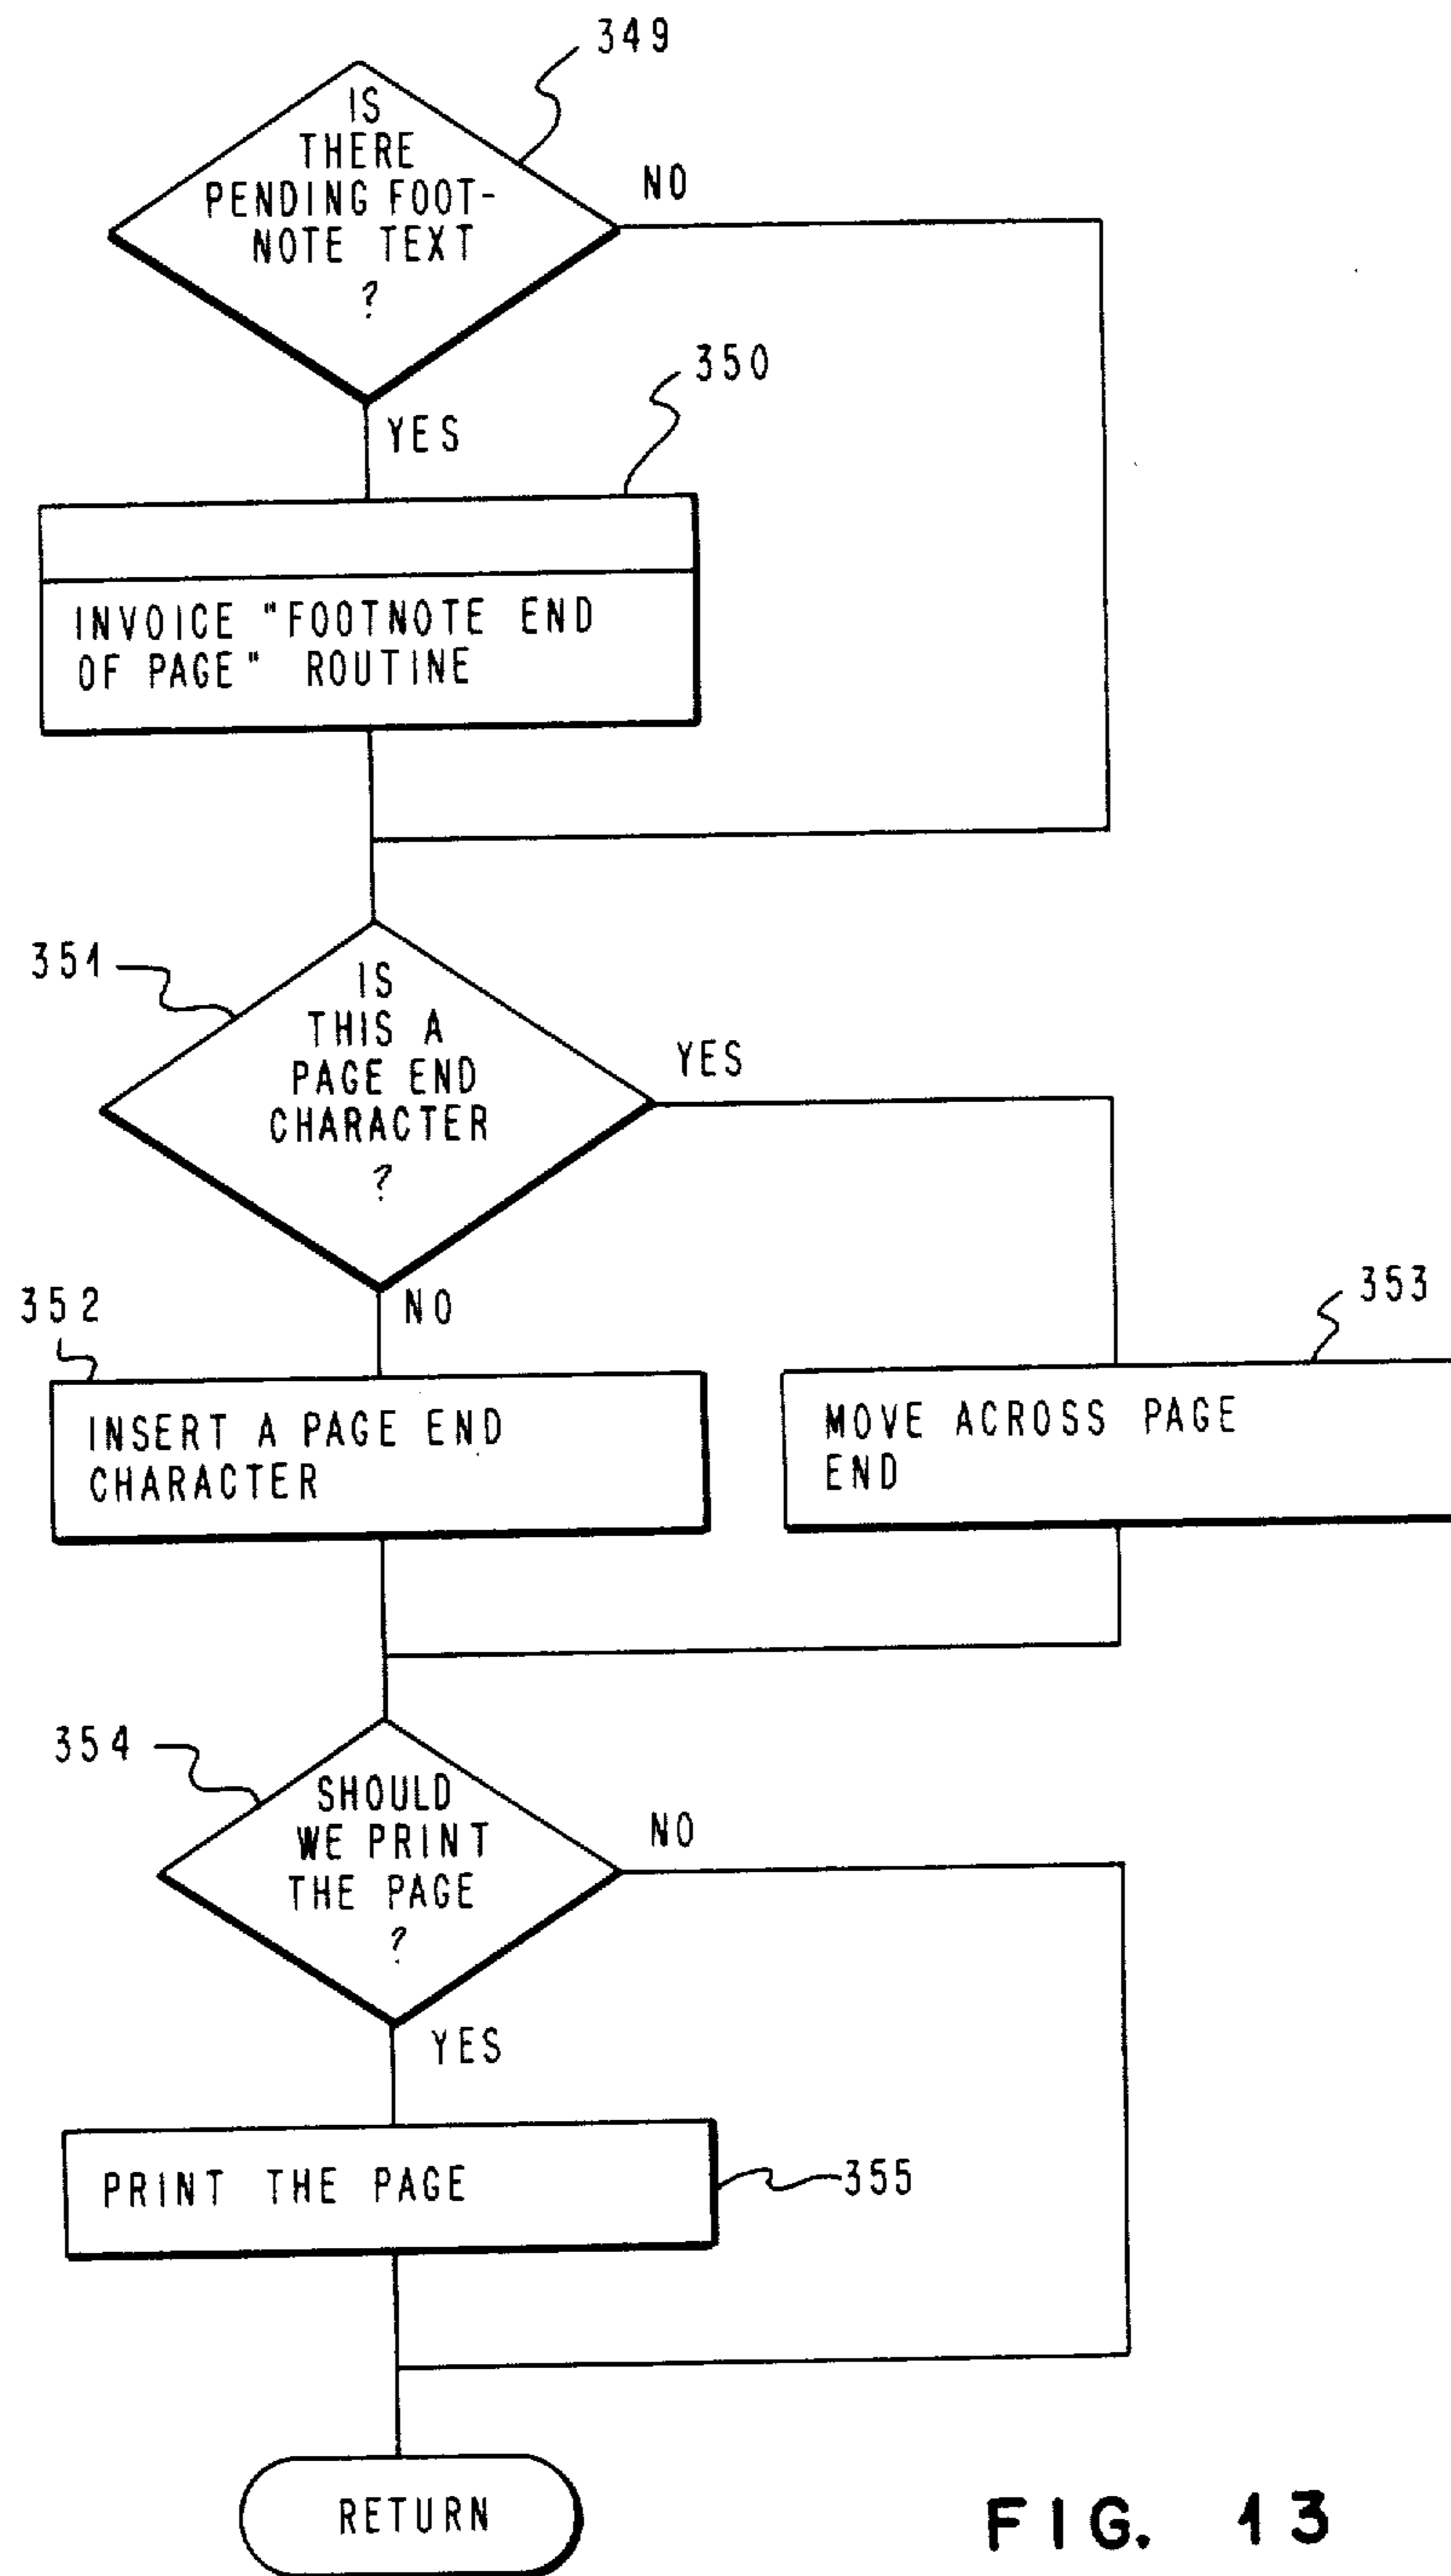 349
IS
THERE
PENDING FOOT-
NOTE TEXT
?
NO
YES
350
INVOICE "FOOTNOTE END
OF PAGE" ROUTINE
351
IS
THIS A
PAGE END
CHARACTER
?
YES
NO
352
INSERT A PAGE END
CHARACTER
353
MOVE ACROSS PAGE
END
354
SHOULD
WE PRINT
THE PAGE
?
NO
YES
PRINT THE PAGE
355
RETURN
FIG. 13